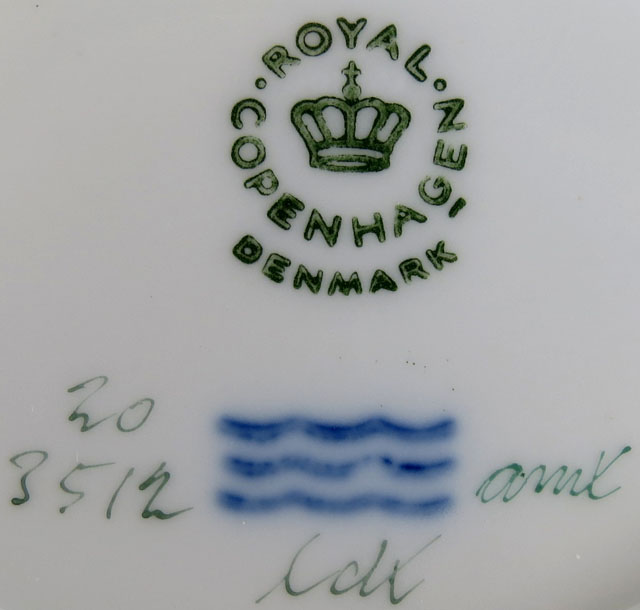 ·ROYAL·
COPENHAGEN
DENMARK
20
3512